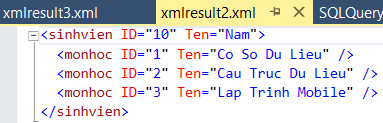 xmlresult3.xml xmlresult2.xml SQLQuery
<sinhvien ID="10" Ten="Nam">
<monhoc ID="1" Ten="Co So Du Lieu" />
<monhoc ID="2" Ten="Cau Truc Du Lieu" />
<monhoc ID="3" Ten="Lap Trinh Mobile" />
</sinhvien>